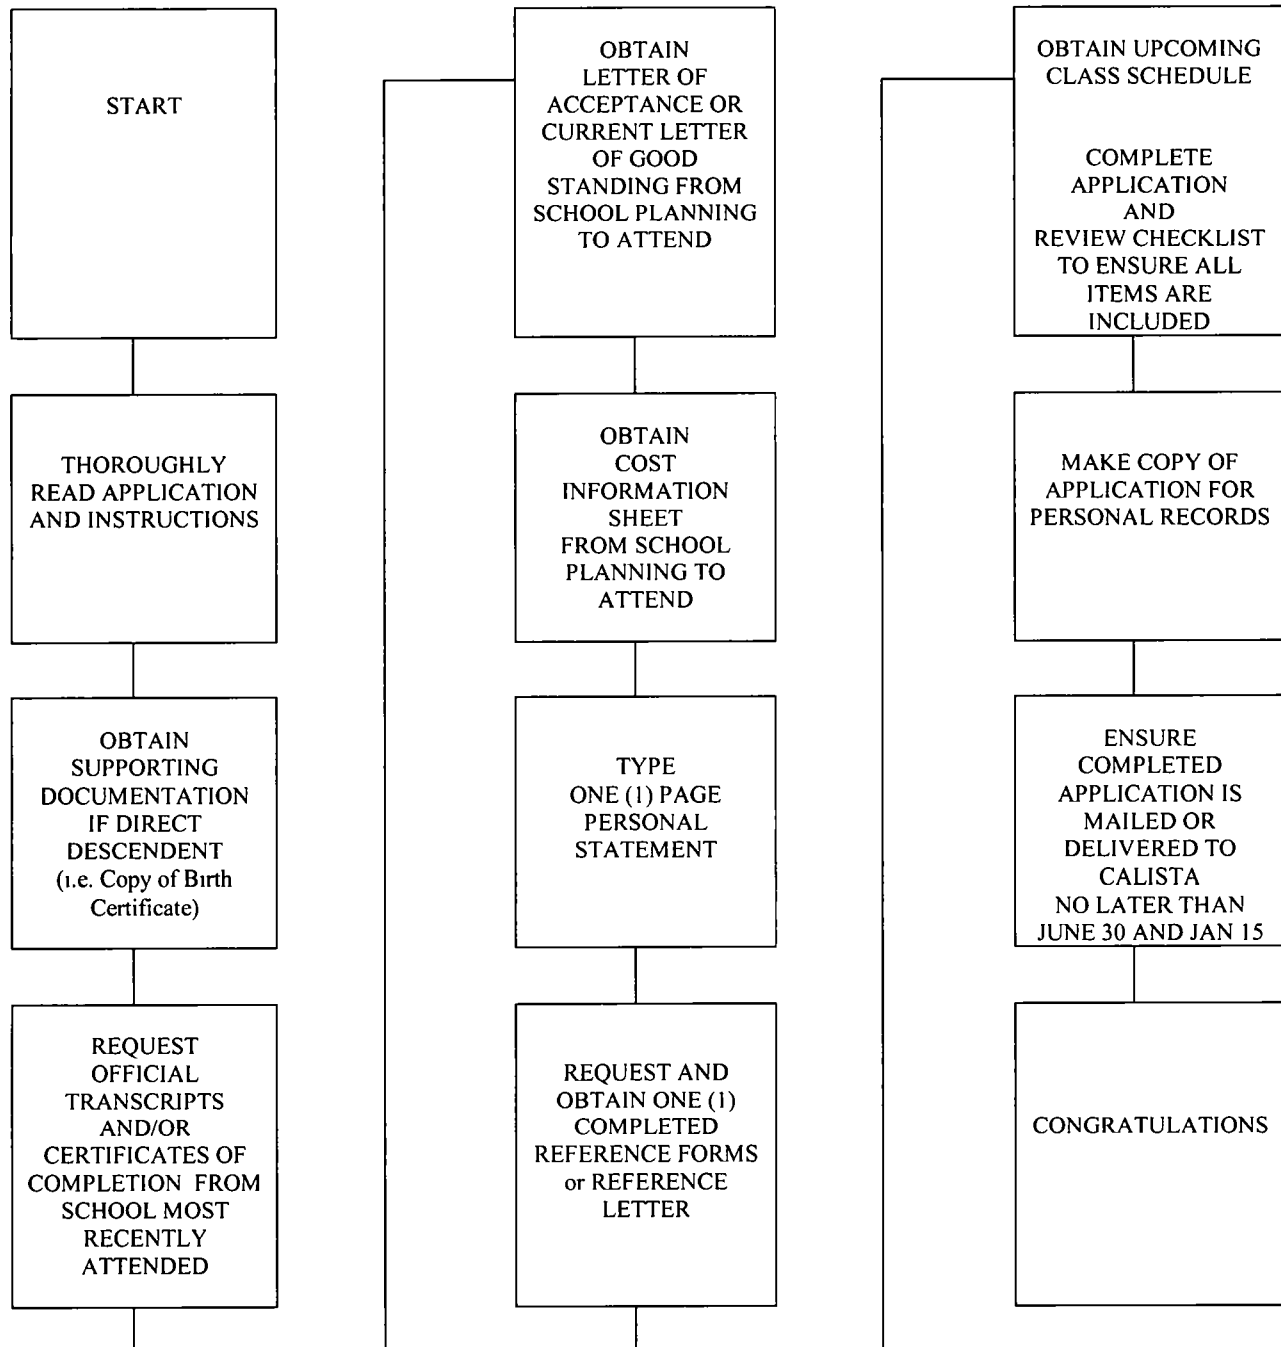 START
THOROUGHLY
READ APPLICATION
AND INSTRUCTIONS
OBTAIN
SUPPORTING
DOCUMENTATION
IF DIRECT
DESCENDENT
(i.e. Copy of Birth
Certificate)
REQUEST
OFFICIAL
TRANSCRIPTS
AND/OR
CERTIFICATES OF
COMPLETION FROM
SCHOOL MOST
RECENTLY
ATTENDED
OBTAIN
LETTER OF
ACCEPTANCE OR
CURRENT LETTER
OF GOOD
STANDING FROM
SCHOOL PLANNING
TO ATTEND
OBTAIN
COST
INFORMATION
SHEET
FROM SCHOOL
PLANNING TO
ATTEND
TYPE
ONE (1) PAGE
PERSONAL
STATEMENT
REQUEST AND
OBTAIN ONE (1)
COMPLETED
REFERENCE FORMS
or REFERENCE
LETTER
OBTAIN UPCOMING
CLASS SCHEDULE
COMPLETE
APPLICATION
AND
REVIEW CHECKLIST
TO ENSURE ALL
ITEMS ARE
INCLUDED
MAKE COPY OF
APPLICATION FOR
PERSONAL RECORDS
ENSURE
COMPLETED
APPLICATION IS
MAILED OR
DELIVERED TO
CALISTA
NO LATER THAN
JUNE 30 AND JAN 15
CONGRATULATIONS